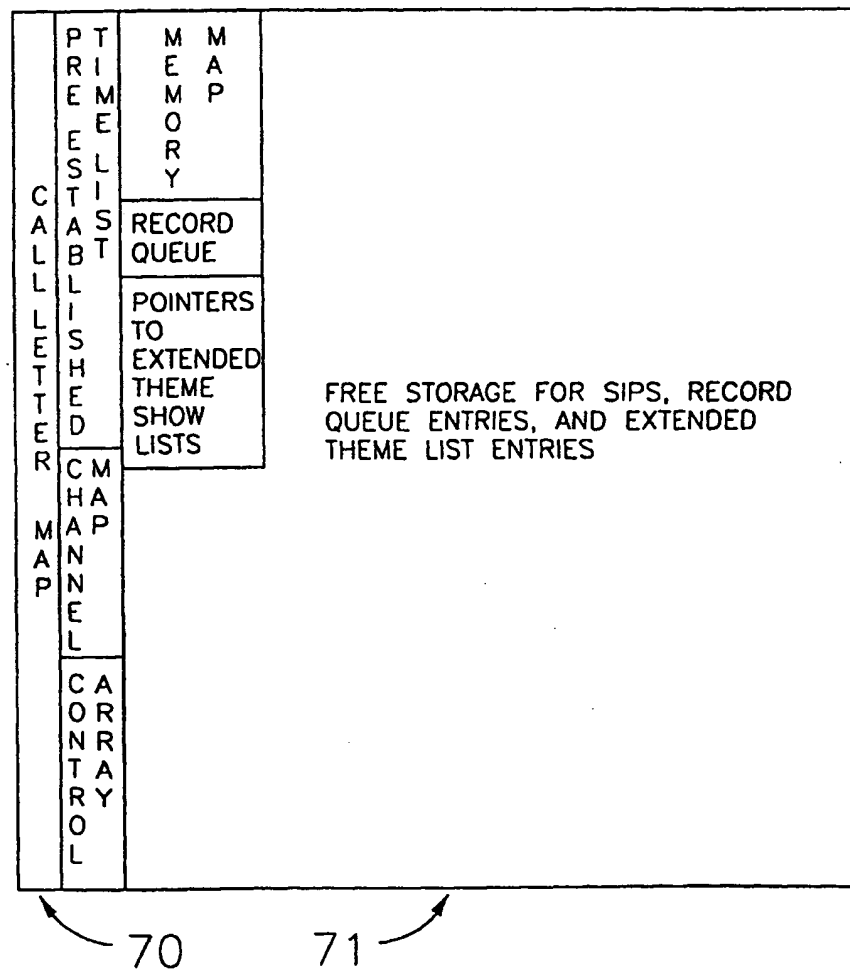 CALL LETTER MAP
PRE ESTABLISHED
TIME LIST
CHANNEL
MAP
CONTROL
ARRAY
MEMORY
MAP
RECORD
QUEUE
POINTERS
TO
EXTENDED
THEME
SHOW
LISTS
FREE STORAGE FOR SIPS, RECORD
QUEUE ENTRIES, AND EXTENDED
THEME LIST ENTRIES
70
71